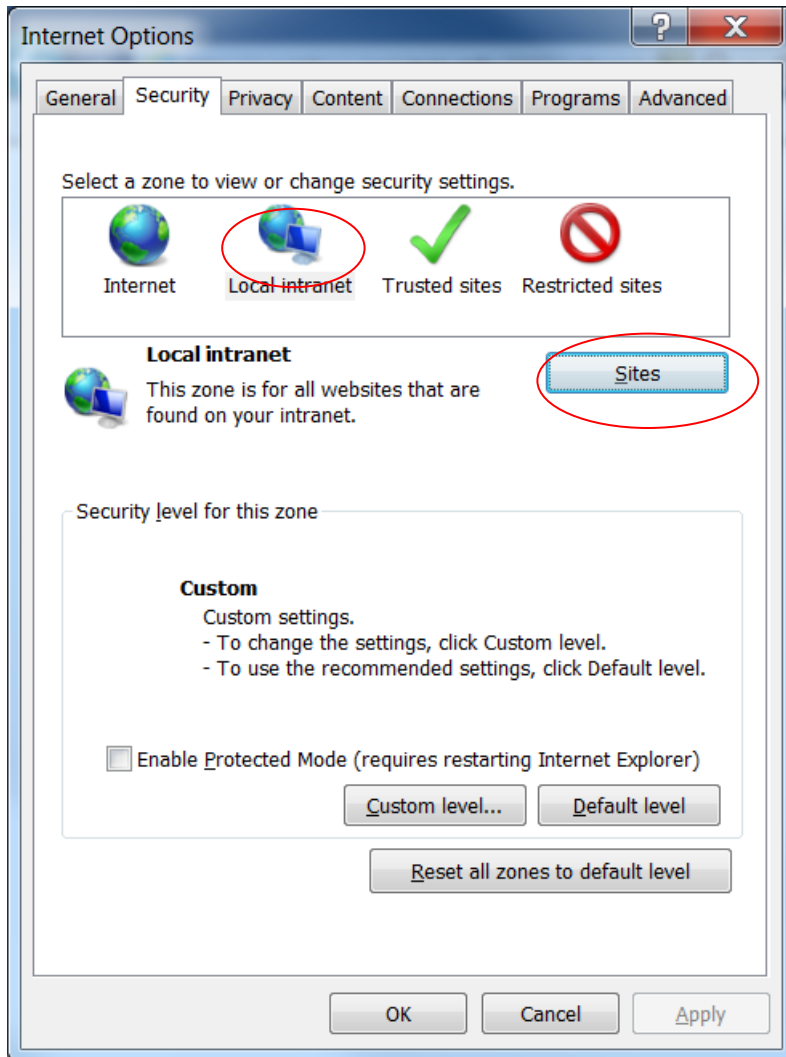 Internet Options
?
X
General Security Privacy Content Connections Programs Advanced
Select a zone to view or change security settings.
Internet Local intranet Trusted sites Restricted sites
Local intranet
Sites
This zone is for all websites that are
found on your intranet.
Security level for this zone
Custom
Custom settings.
- To change the settings, click Custom level.
- To use the recommended settings, click Default level.
Enable Protected Mode (requires restarting Internet Explorer)
Custom level... Default level
Reset all zones to default level
OK Cancel Apply